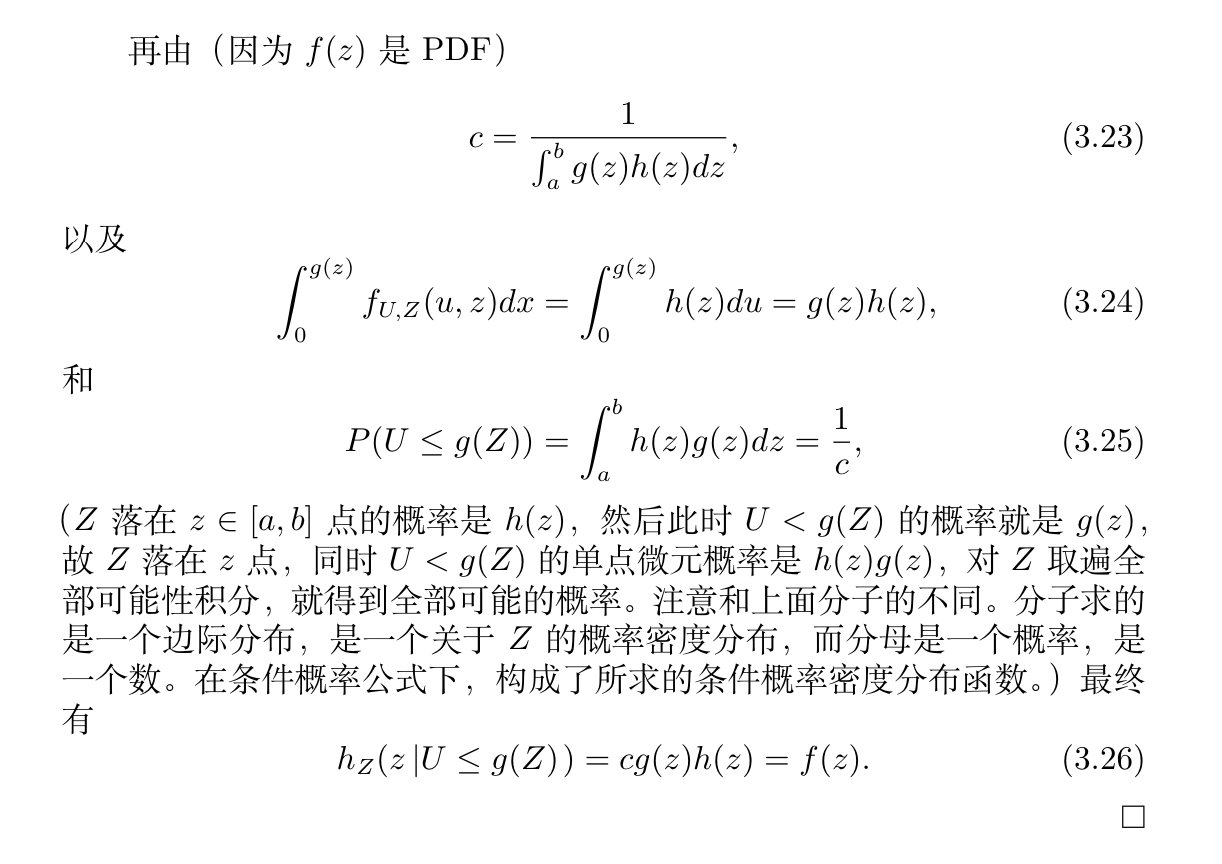 再由（因为 f(z) 是 PDF）
c = \frac{1}{\int_a^b g(z)h(z)dz}, (3.23)
以及
\int_0^{g(z)} f_{U,Z}(u, z)dx = \int_0^{g(z)} h(z)du = g(z)h(z), (3.24)
和
P(U ≤ g(Z)) = \int_a^b h(z)g(z)dz = \frac{1}{c}, (3.25)
（Z 落在 z ∈ [a, b] 点的概率是 h(z)，然后此时 U < g(Z) 的概率就是 g(z)，
故 Z 落在 z 点，同时 U < g(Z) 的单点微元概率是 h(z)g(z)，对 Z 取遍全
部可能性积分，就得到全部可能的概率。注意和上面分子的不同。分子求的
是一个边际分布，是一个关于 Z 的概率密度分布，而分母是一个概率，是
一个数。在条件概率公式下，构成了所求的条件概率密度分布函数。）最终
有
h_Z(z |U ≤ g(Z)) = cg(z)h(z) = f(z). (3.26)
□